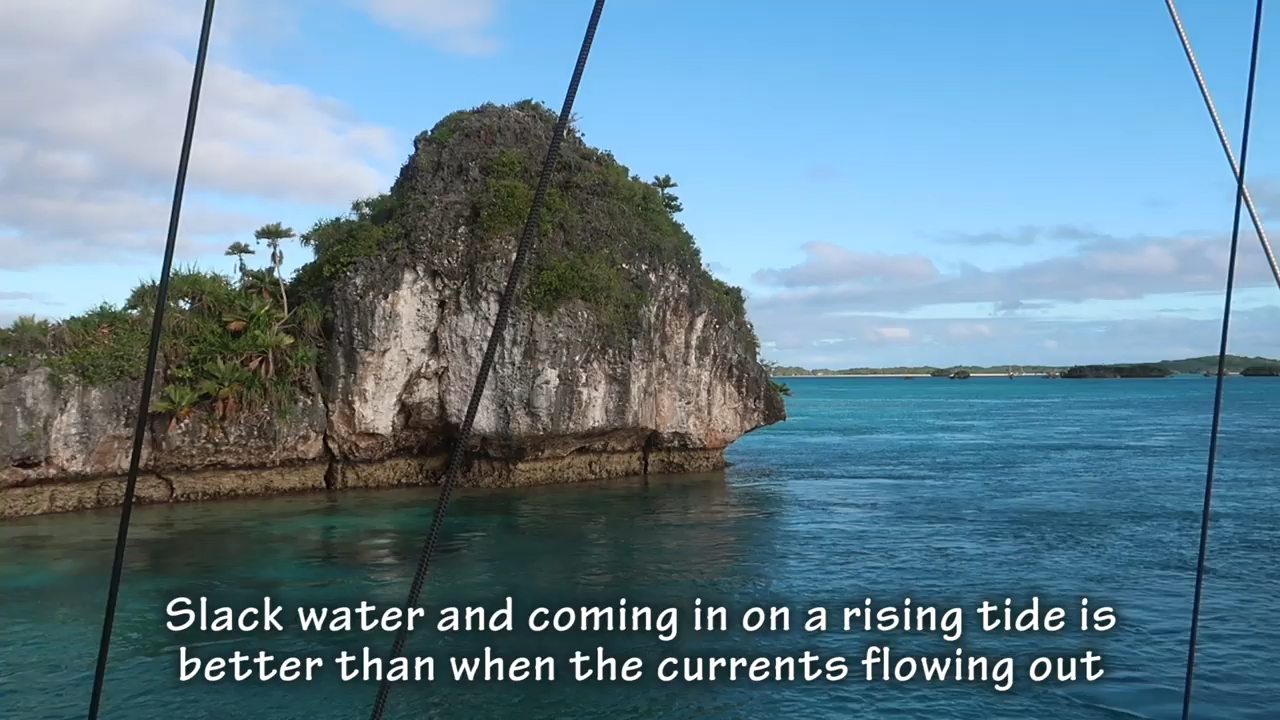 Slack water and coming in on a rising tide is
better than when the currents flowing out